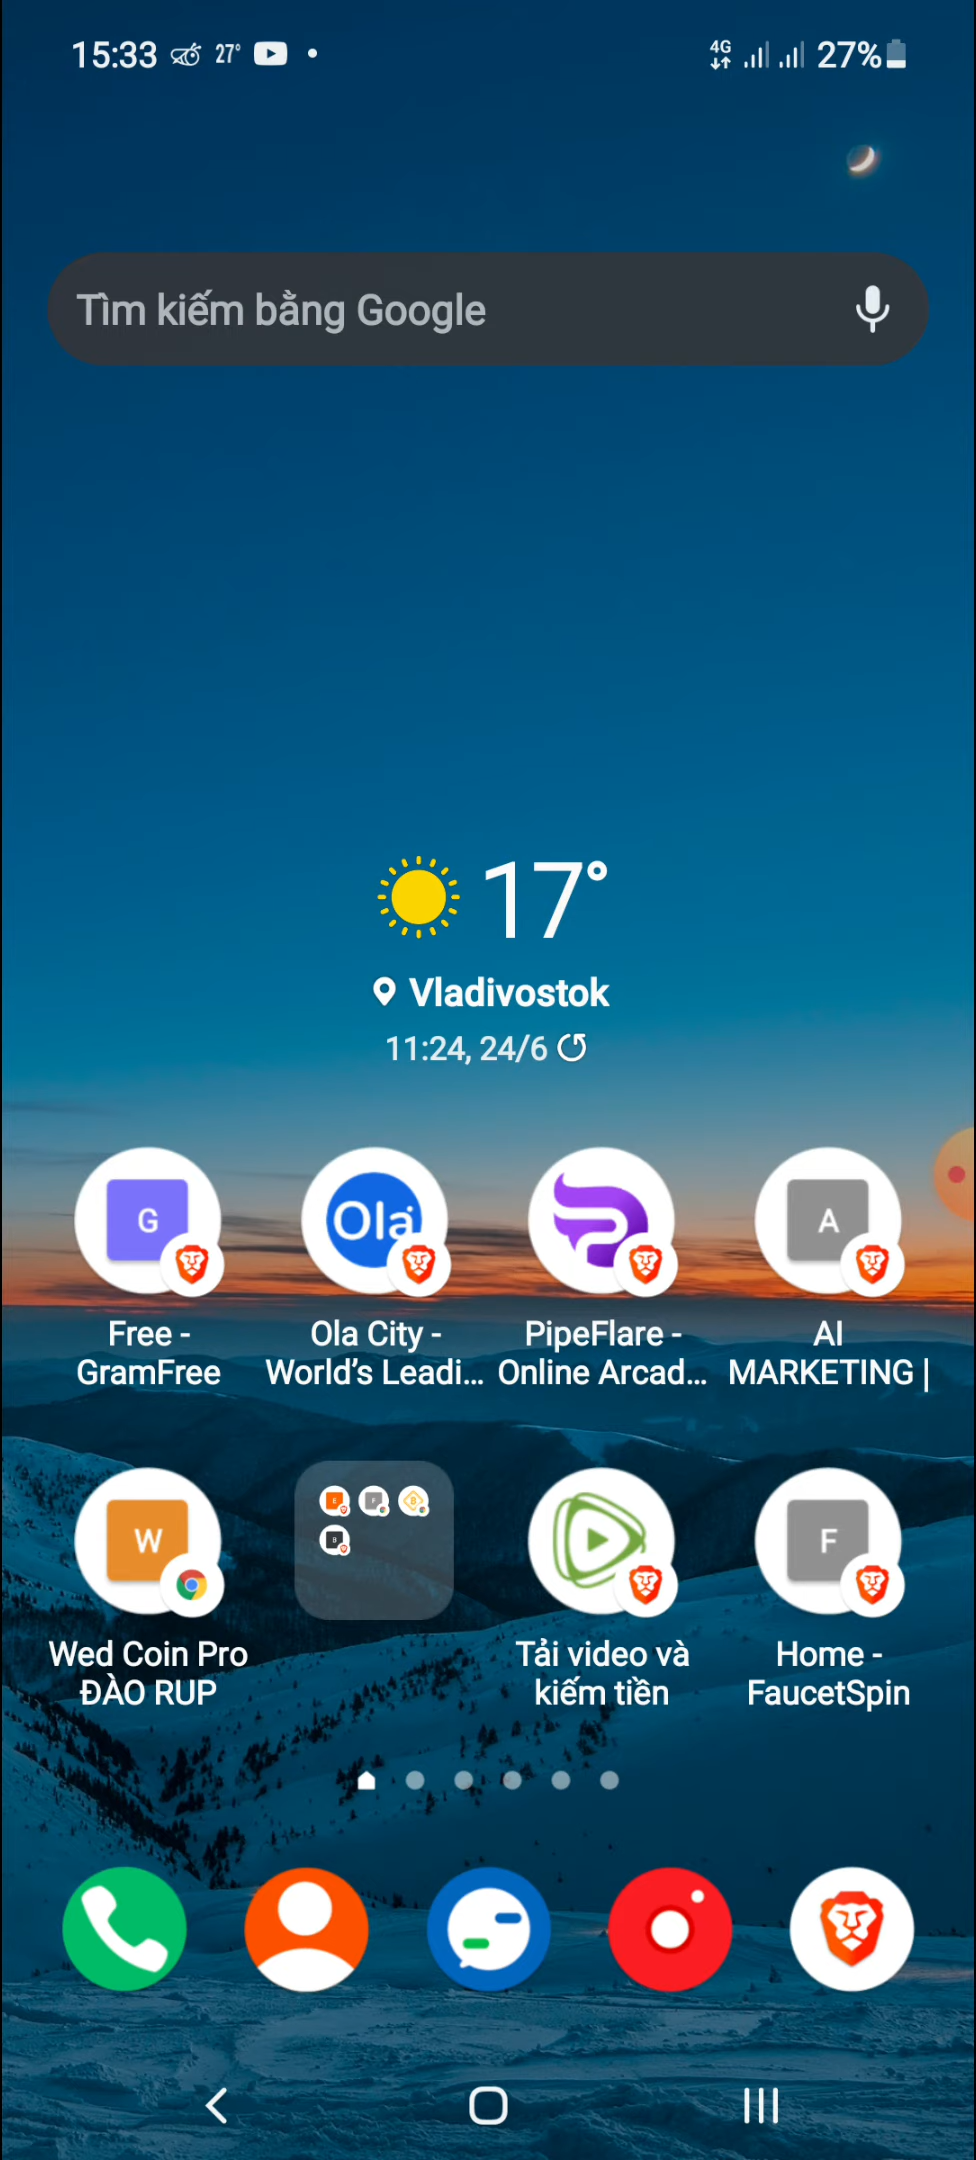 15:33 27° 4G 27%
Tìm kiếm bằng Google
17°
Vladivostok
11:24, 24/6
G
Ola
A
Free -
GramFree
Ola City -
World's Leadi...
PipeFlare -
Online Arcad...
AI
MARKETING |
W
F
Wed Coin Pro
ĐÀO RUP
Tải video và
kiếm tiền
Home -
FaucetSpin